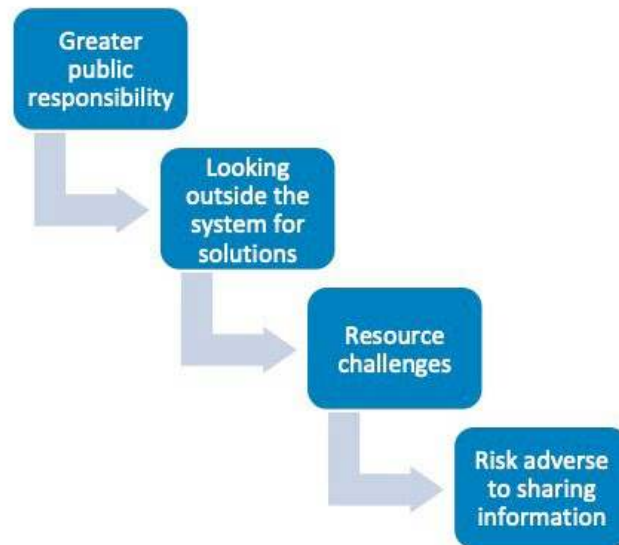 Greater
public
responsibility
Looking
outside the
system for
solutions
Resource
challenges
Risk adverse
to sharing
information